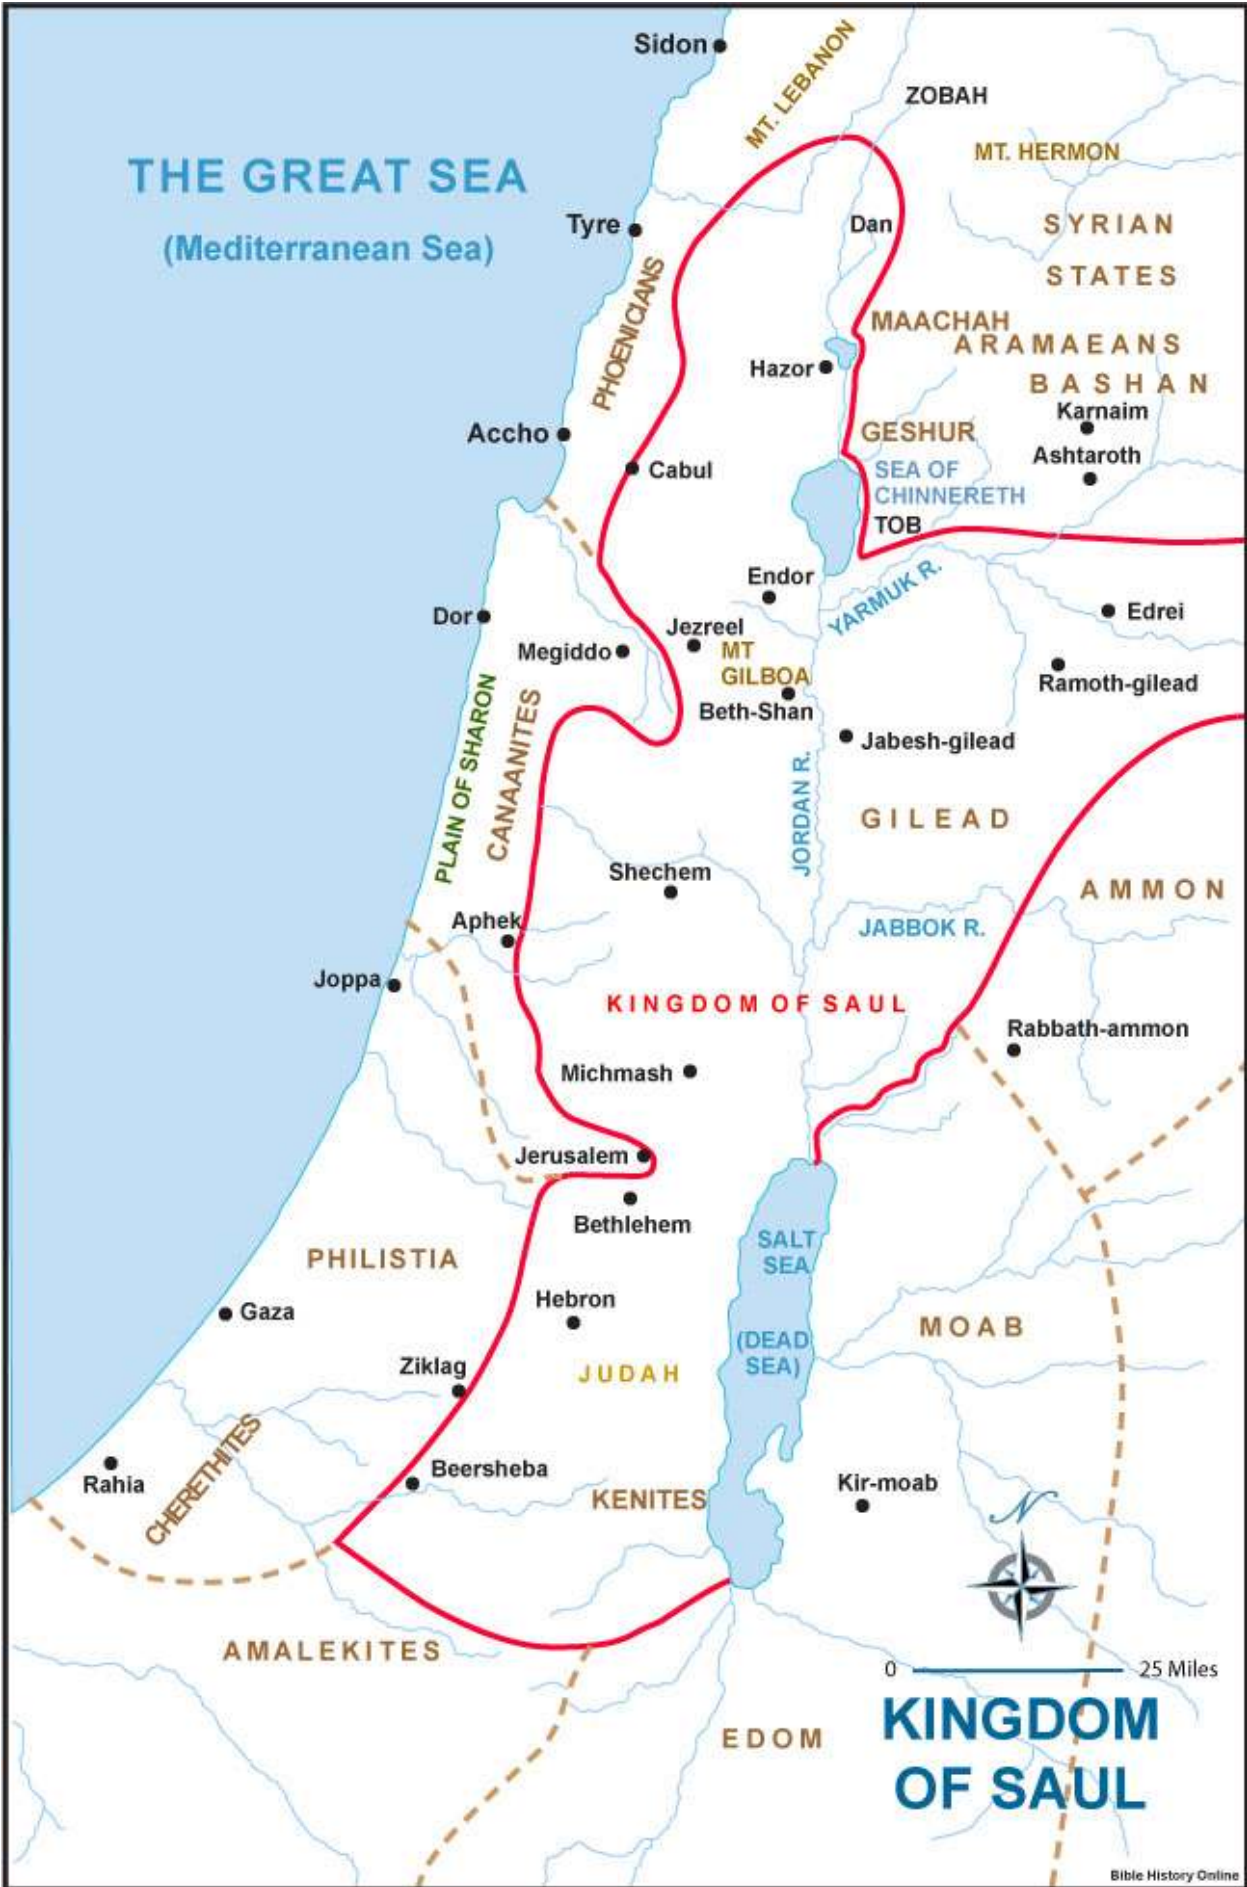 Sidon
MT. LEBANON
ZOBAH
MT. HERMON
THE GREAT SEA
(Mediterranean Sea)
Tyre
Dan
SYRIAN
STATES
PHOENICIANS
MAACHAH
ARAMAEANS
BASHAN
Hazor
Karnaim
Accho
GESHUR
Ashtaroth
Cabul
SEA OF
CHINNERETH
TOB
Endor
YARMUK R.
Dor
Jezreel
Edrei
Megiddo
MT
GILBOA
Ramoth-gilead
Beth-Shan
PLAIN OF SHARON
CANAANITES
Jabesh-gilead
JORDAN R.
GILEAD
Shechem
AMMON
Aphek
JABBOK R.
Joppa
KINGDOM OF SAUL
Rabbath-ammon
Michmash
Jerusalem
Bethlehem
SALT
SEA
PHILISTIA
Hebron
Gaza
MOAB
(DEAD
SEA)
Ziklag
JUDAH
CHERETHITES
Beersheba
Rahia
KENITES
Kir-moab
N
AMALEKITES
0 25 Miles
KINGDOM
OF SAUL
EDOM
Bible History Online